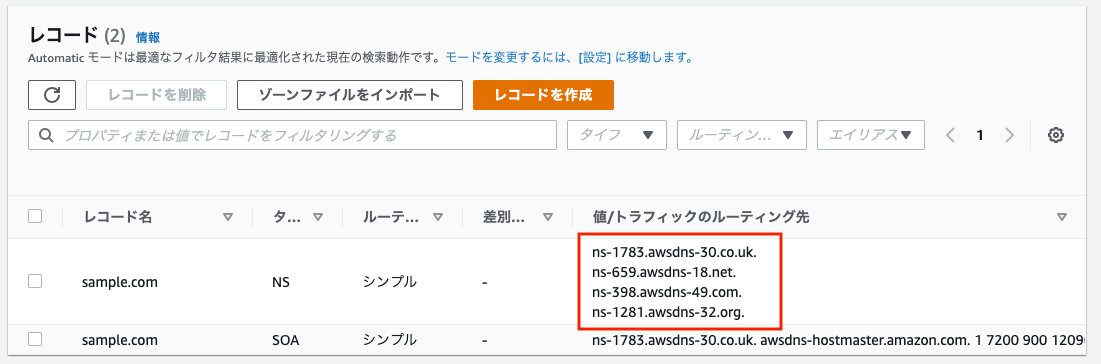 レコード (2) 情報
Automatic モードは最適なフィルタ結果に最適化された現在の検索動作です。モードを変更するには、[設定] に移動します。
レコードを削除 ゾーンファイルをインポート レコードを作成
プロパティまたは値でレコードをフィルタリングする タイプ ルーティン... エイリアス 1
レコード名 タ... ルーテ... 差別... 値/トラフィックのルーティング先
sample.com NS シンプル -
ns-1783.awsdns-30.co.uk.
ns-659.awsdns-18.net.
ns-398.awsdns-49.com.
ns-1281.awsdns-32.org.
sample.com SOA シンプル - ns-1783.awsdns-30.co.uk. awsdns-hostmaster.amazon.com. 1 7200 900 1209